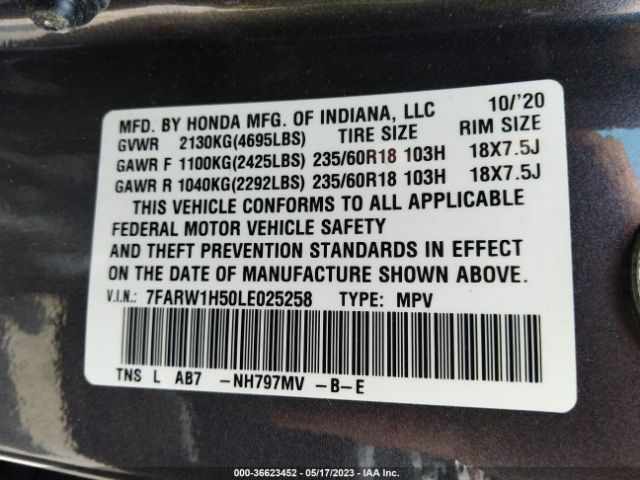 MFD. BY HONDA MFG. OF INDIANA, LLC 10/'20
GVWR 2130KG(4695LBS) TIRE SIZE RIM SIZE
GAWR F 1100KG(2425LBS) 235/60R18 103H 18X7.5J
GAWR R 1040KG(2292LBS) 235/60R18 103H 18X7.5J
THIS VEHICLE CONFORMS TO ALL APPLICABLE
FEDERAL MOTOR VEHICLE SAFETY
AND THEFT PREVENTION STANDARDS IN EFFECT
ON THE DATE OF MANUFACTURE SHOWN ABOVE.
V.I.N.: 7FARW1H50LE025258 TYPE: MPV
TNS L AB7 -NH797MV -B-E
000-36623452 - 05/17/2023 - IAA Inc.